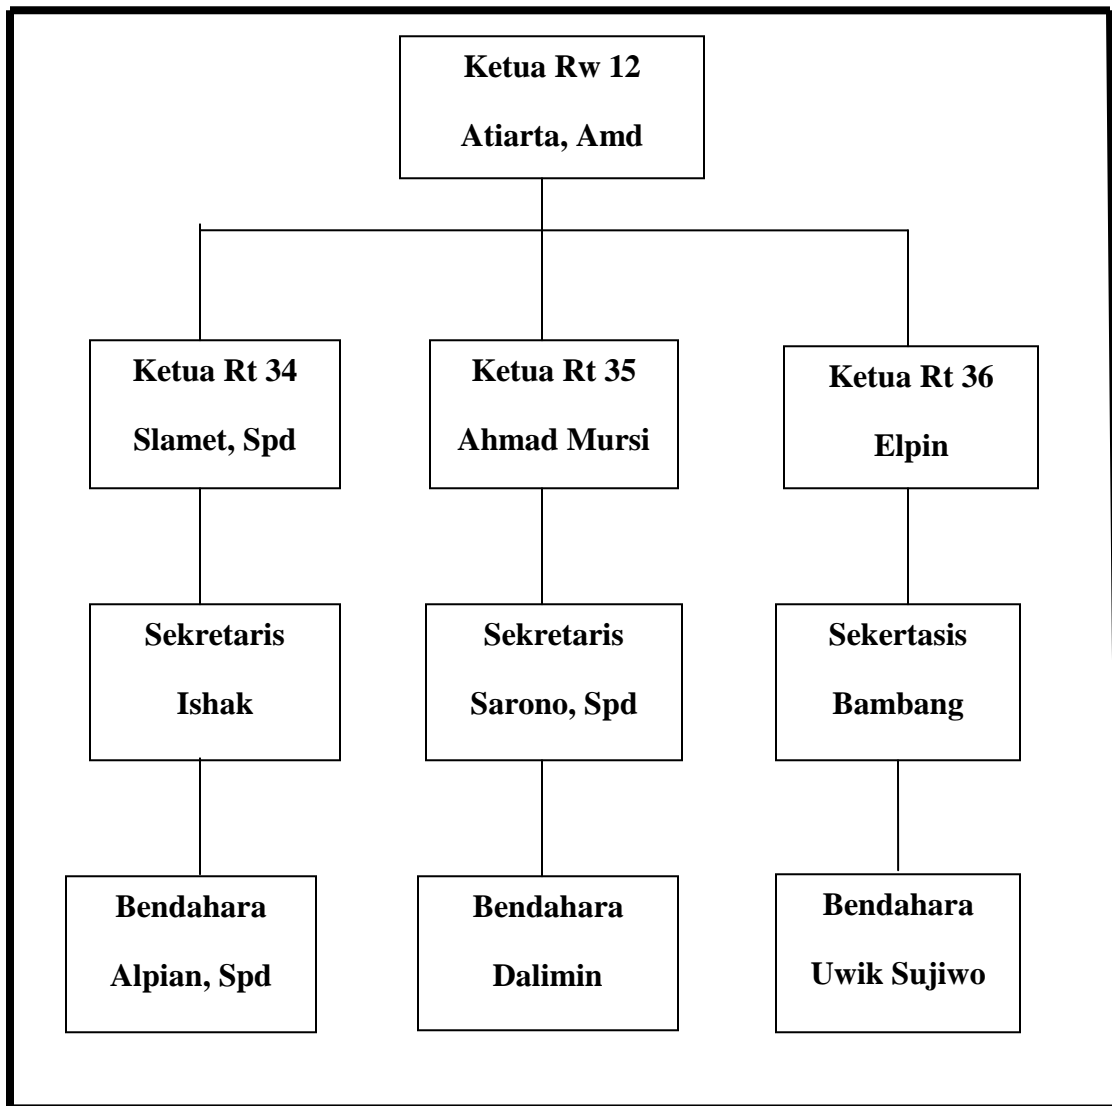 Ketua Rw 12
Atiarta, Amd
Ketua Rt 34
Slamet, Spd
Ketua Rt 35
Ahmad Mursi
Ketua Rt 36
Elpin
Sekretaris
Ishak
Sekretaris
Sarono, Spd
Sekertasis
Bambang
Bendahara
Alpian, Spd
Bendahara
Dalimin
Bendahara
Uwik Sujiwo